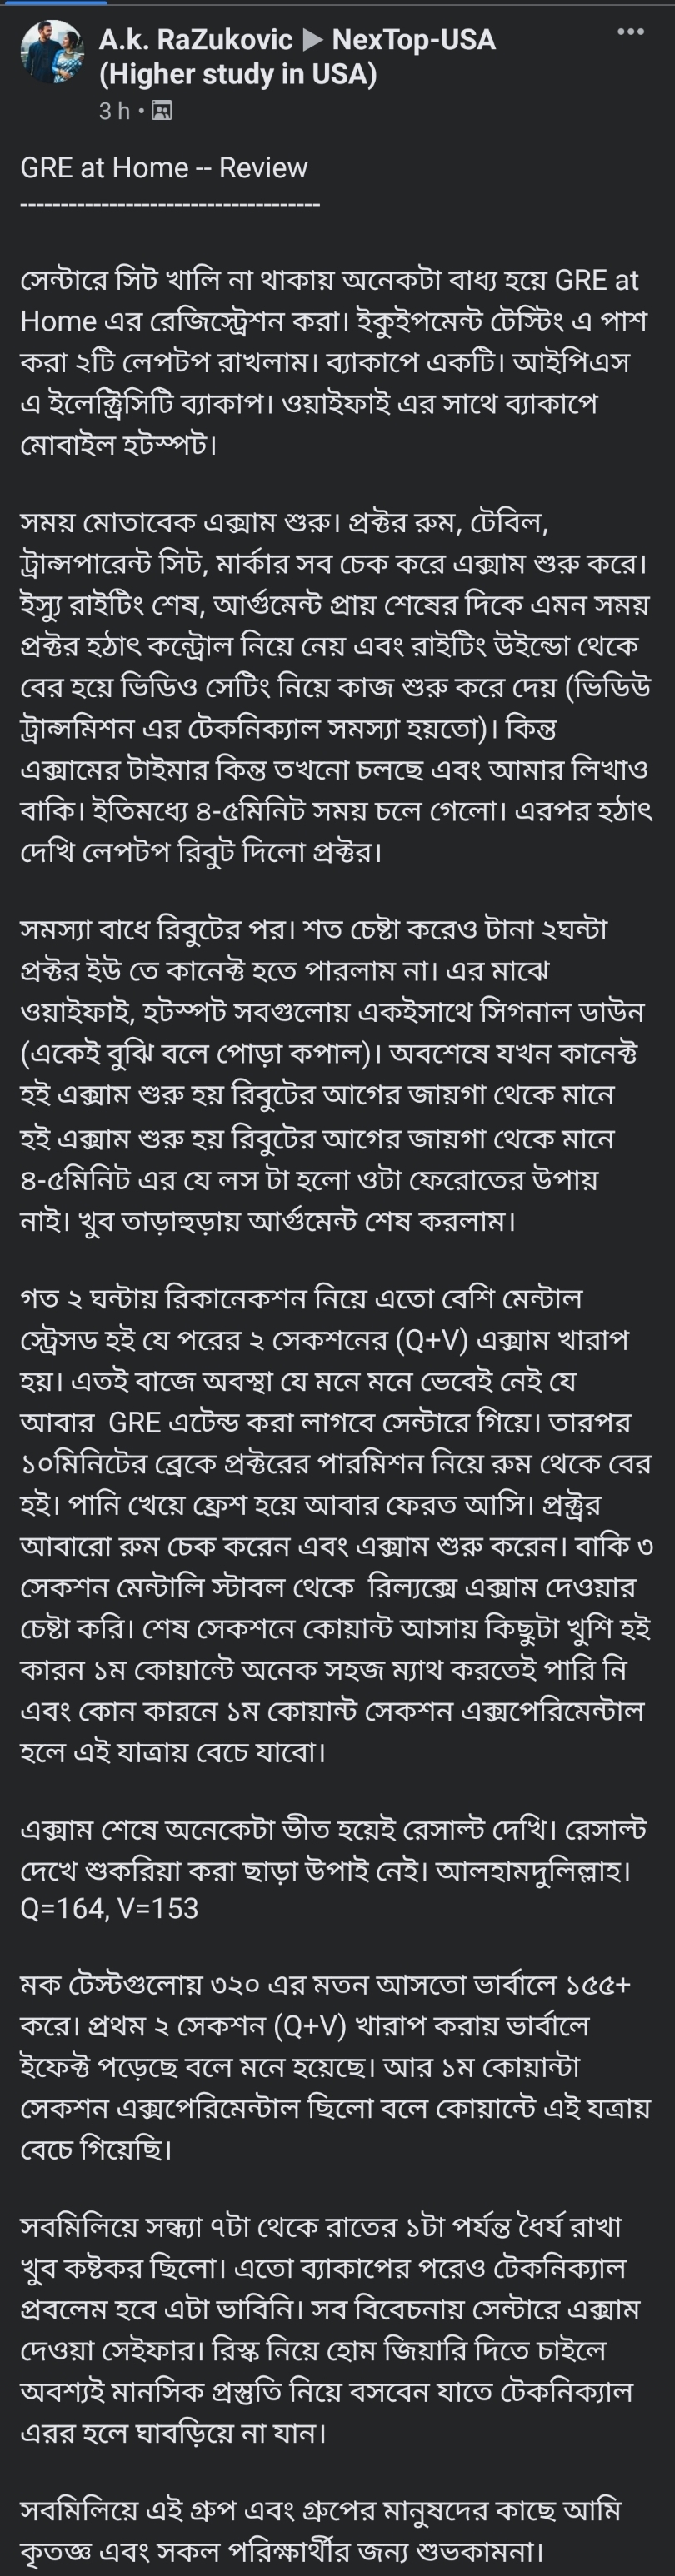 A.k. RaZukovic ▶ NexTop-USA
(Higher study in USA)
3 h •
GRE at Home -- Review
-------------------------------------
সেন্টারে সিট খালি না থাকায় অনেকটা বাধ্য হয়ে GRE at
Home এর রেজিস্ট্রেশন করা। ইকুইপমেন্ট টেস্টিং এ পাশ
করা ২টি লেপটপ রাখলাম। ব্যাকাপে একটি। আইপিএস
এ ইলেক্ট্রিসিটি ব্যাকাপ। ওয়াইফাই এর সাথে ব্যাকাপে
মোবাইল হটস্পট।
সময় মোতাবেক এক্সাম শুরু। প্রক্টর রুম, টেবিল,
ট্রান্সপারেন্ট সিট, মার্কার সব চেক করে এক্সাম শুরু করে।
ইস্যু রাইটিং শেষ, আর্গুমেন্ট প্রায় শেষের দিকে এমন সময়
প্রক্টর হঠাৎ কন্ট্রোল নিয়ে নেয় এবং রাইটিং উইন্ডো থেকে
বের হয়ে ভিডিও সেটিং নিয়ে কাজ শুরু করে দেয় (ভিডিউ
ট্রান্সমিশন এর টেকনিক্যাল সমস্যা হয়তো)। কিন্ত
এক্সামের টাইমার কিন্ত তখনো চলছে এবং আমার লিখাও
বাকি। ইতিমধ্যে ৪-৫মিনিট সময় চলে গেলো। এরপর হঠাৎ
দেখি লেপটপ রিবুট দিলো প্রক্টর।
সমস্যা বাধে রিবুটের পর। শত চেষ্টা করেও টানা ২ঘন্টা
প্রক্টর ইউ তে কানেক্ট হতে পারলাম না। এর মাঝে
ওয়াইফাই, হটস্পট সবগুলোয় একইসাথে সিগনাল ডাউন
(একেই বুঝি বলে পোড়া কপাল)। অবশেষে যখন কানেক্ট
হই এক্সাম শুরু হয় রিবুটের আগের জায়গা থেকে মানে
হই এক্সাম শুরু হয় রিবুটের আগের জায়গা থেকে মানে
৪-৫মিনিট এর যে লস টা হলো ওটা ফেরোতের উপায়
নাই। খুব তাড়াহুড়ায় আর্গুমেন্ট শেষ করলাম।
গত ২ ঘন্টায় রিকানেকশন নিয়ে এতো বেশি মেন্টাল
স্ট্রেসড হই যে পরের ২ সেকশনের (Q+V) এক্সাম খারাপ
হয়। এতই বাজে অবস্থা যে মনে মনে ভেবেই নেই যে
আবার GRE এটেন্ড করা লাগবে সেন্টারে গিয়ে। তারপর
১০মিনিটের ব্রেকে প্রক্টরের পারমিশন নিয়ে রুম থেকে বের
হই। পানি খেয়ে ফ্রেশ হয়ে আবার ফেরত আসি। প্রক্ট্রর
আবারো রুম চেক করেন এবং এক্সাম শুরু করেন। বাকি ৩
সেকশন মেন্টালি স্টাবল থেকে রিল্যক্সে এক্সাম দেওয়ার
চেষ্টা করি। শেষ সেকশনে কোয়ান্ট আসায় কিছুটা খুশি হই
কারন ১ম কোয়ান্টে অনেক সহজ ম্যাথ করতেই পারি নি
এবং কোন কারনে ১ম কোয়ান্ট সেকশন এক্সপেরিমেন্টাল
হলে এই যাত্রায় বেচে যাবো।
এক্সাম শেষে অনেকেটা ভীত হয়েই রেসাল্ট দেখি। রেসাল্ট
দেখে শুকরিয়া করা ছাড়া উপাই নেই। আলহামদুলিল্লাহ।
Q=164, V=153
মক টেস্টগুলোয় ৩২০ এর মতন আসতো ভার্বালে ১৫৫+
করে। প্রথম ২ সেকশন (Q+V) খারাপ করায় ভার্বালে
ইফেক্ট পড়েছে বলে মনে হয়েছে। আর ১ম কোয়ান্টা
সেকশন এক্সপেরিমেন্টাল ছিলো বলে কোয়ান্টে এই যত্রায়
বেচে গিয়েছি।
সবমিলিয়ে সন্ধ্যা ৭টা থেকে রাতের ১টা পর্যন্ত ধৈর্য রাখা
খুব কষ্টকর ছিলো। এতো ব্যাকাপের পরেও টেকনিক্যাল
প্রবলেম হবে এটা ভাবিনি। সব বিবেচনায় সেন্টারে এক্সাম
দেওয়া সেইফার। রিস্ক নিয়ে হোম জিয়ারি দিতে চাইলে
অবশ্যই মানসিক প্রস্তুতি নিয়ে বসবেন যাতে টেকনিক্যাল
এরর হলে ঘাবড়িয়ে না যান।
সবমিলিয়ে এই গ্রুপ এবং গ্রুপের মানুষদের কাছে আমি
কৃতজ্ঞ এবং সকল পরিক্ষার্থীর জন্য শুভকামনা।